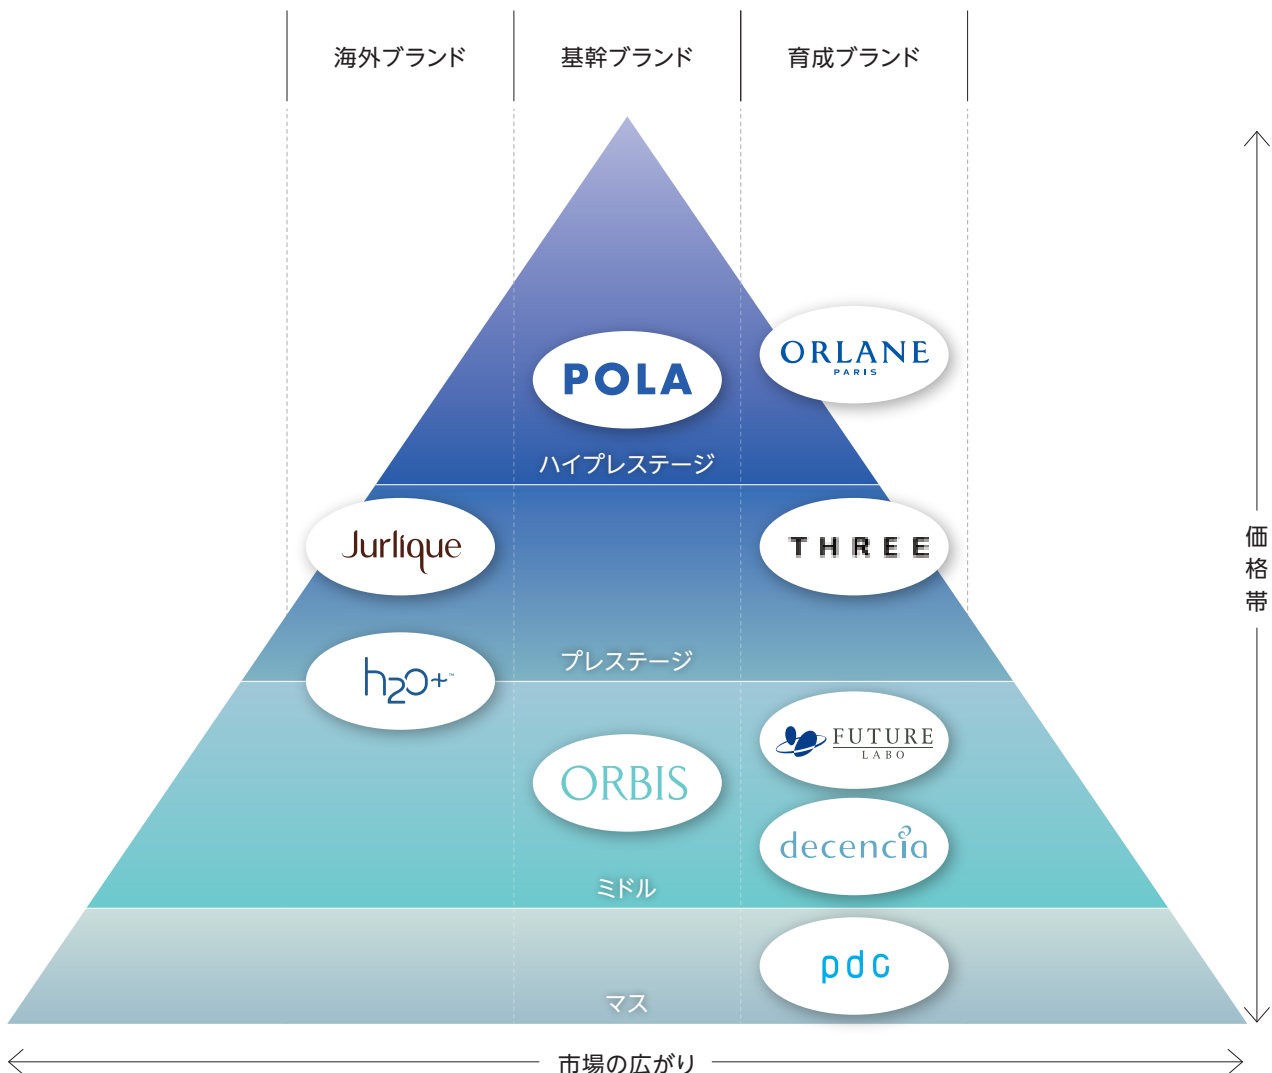 海外ブランド
基幹ブランド
育成ブランド
POLA
ORLANE
PARIS
ハイプレステージ
Jurlique
THREE
h2o+™
プレステージ
FUTURE
LABO
ORBIS
decencia
ミドル
pdc
マス
価格帯
市場の広がり